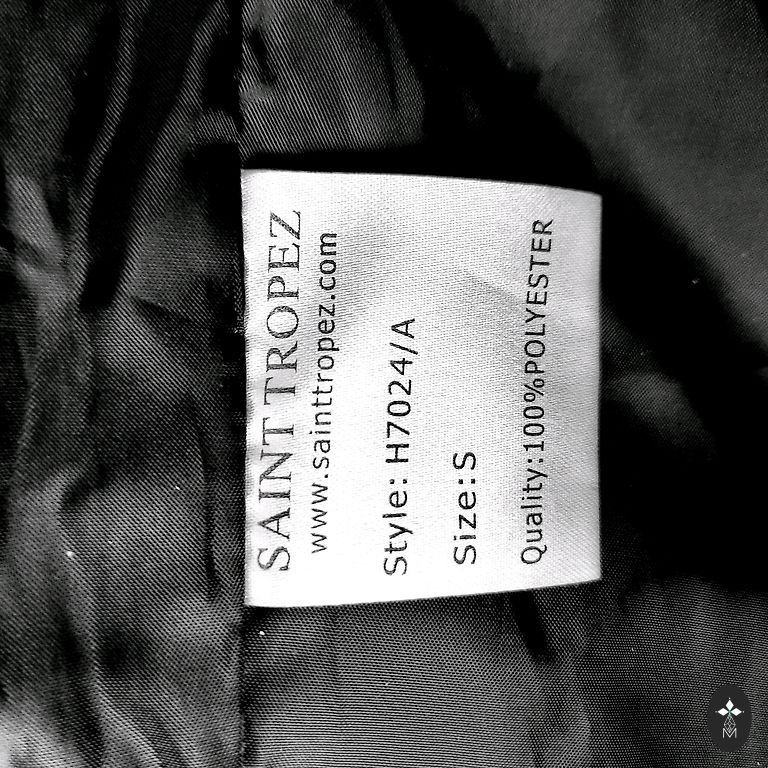 SAINT TROPEZ
www.sainttropez.com
Style: H7024/A
Size:S
Quality:100%POLYESTER
M